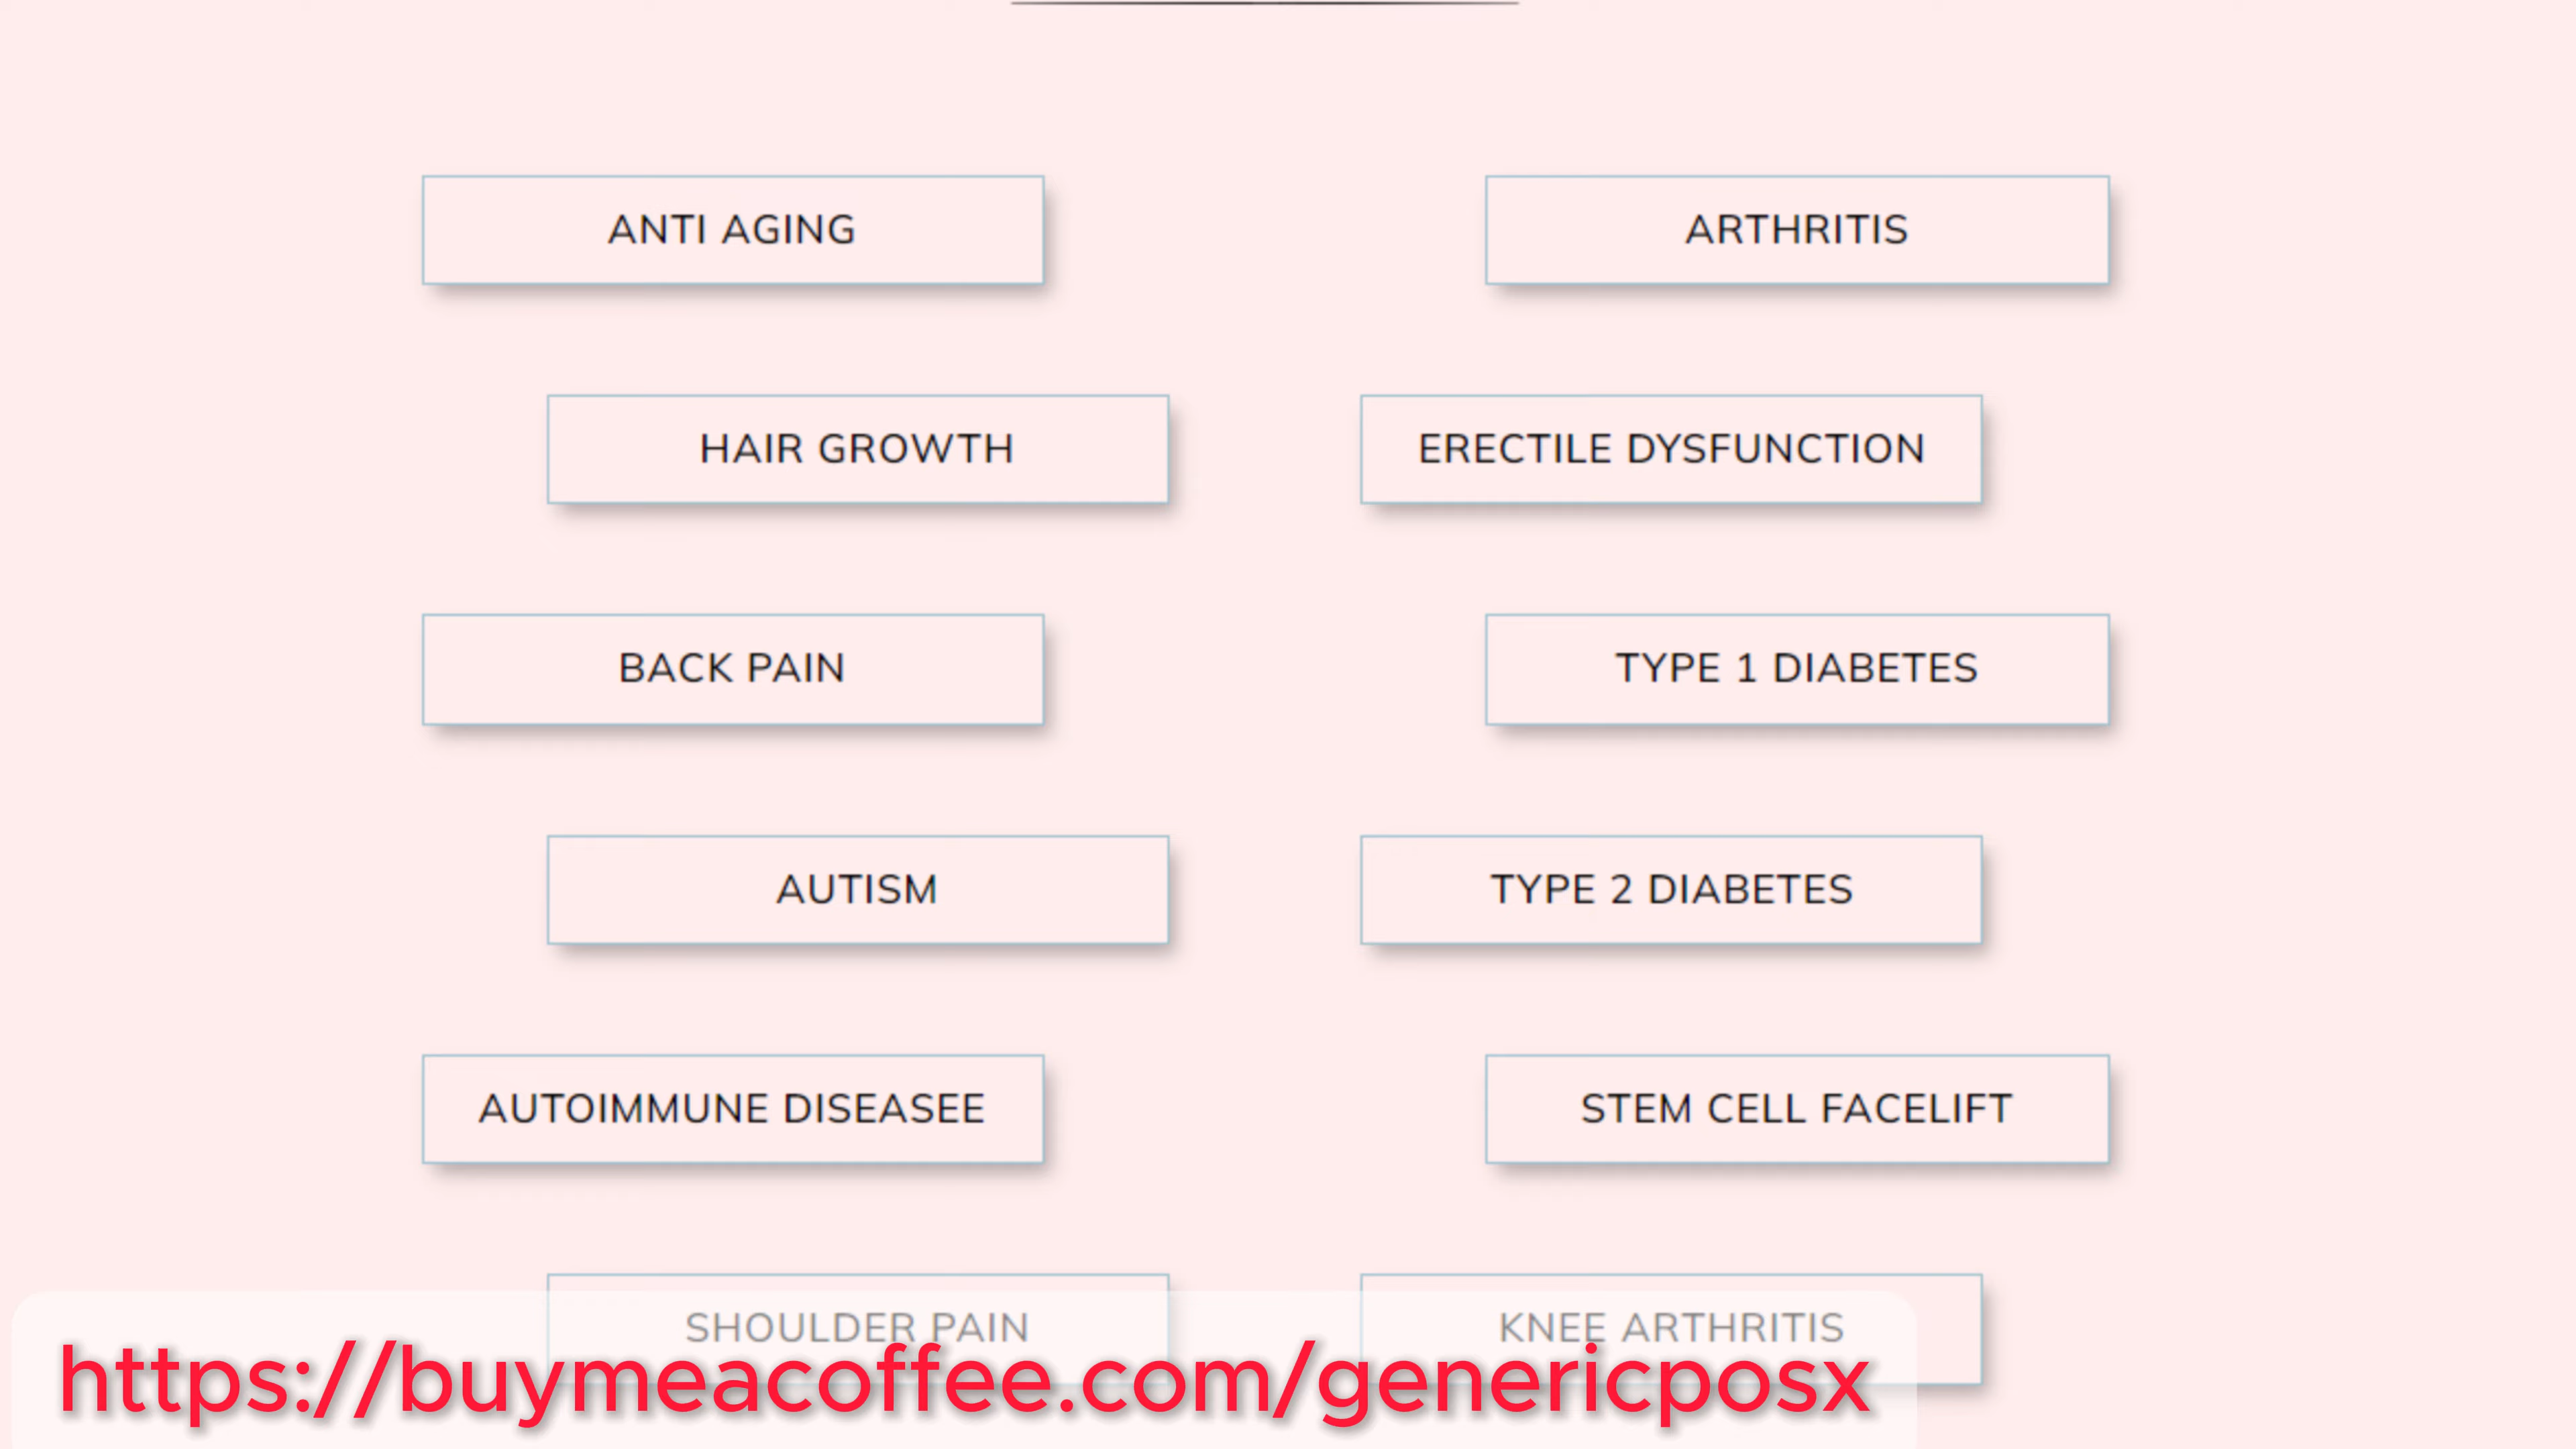 ANTI AGING
ARTHRITIS
HAIR GROWTH
ERECTILE DYSFUNCTION
BACK PAIN
TYPE 1 DIABETES
AUTISM
TYPE 2 DIABETES
AUTOIMMUNE DISEASEE
STEM CELL FACELIFT
SHOULDER PAIN
KNEE ARTHRITIS
https://buymeacoffee.com/genericposx